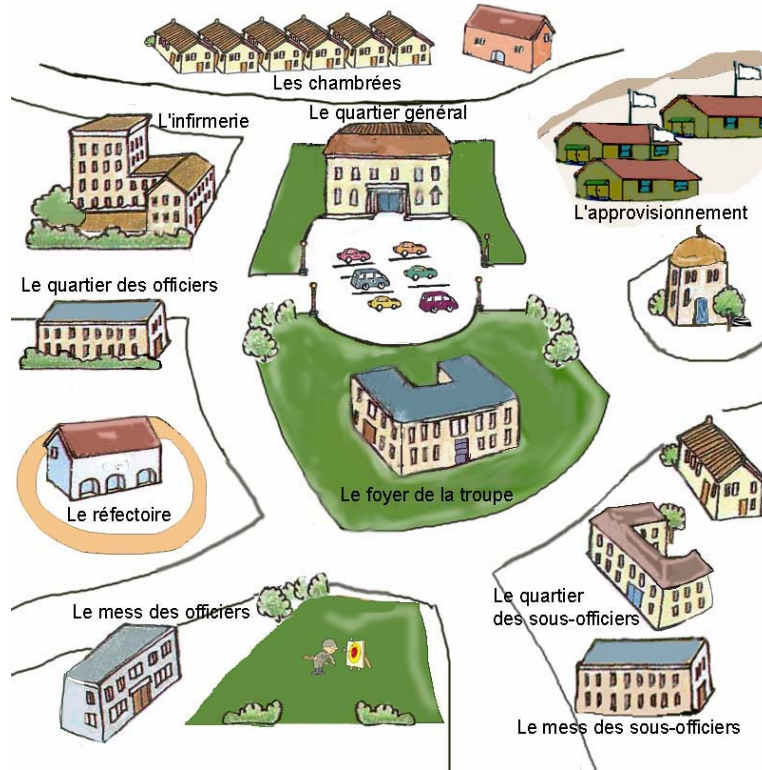 Les chambrées
L'infirmerie
Le quartier général
L'approvisionnement
Le quartier des officiers
Le foyer de la troupe
Le réfectoire
Le mess des officiers
Le quartier
des sous-officiers
Le mess des sous-officiers